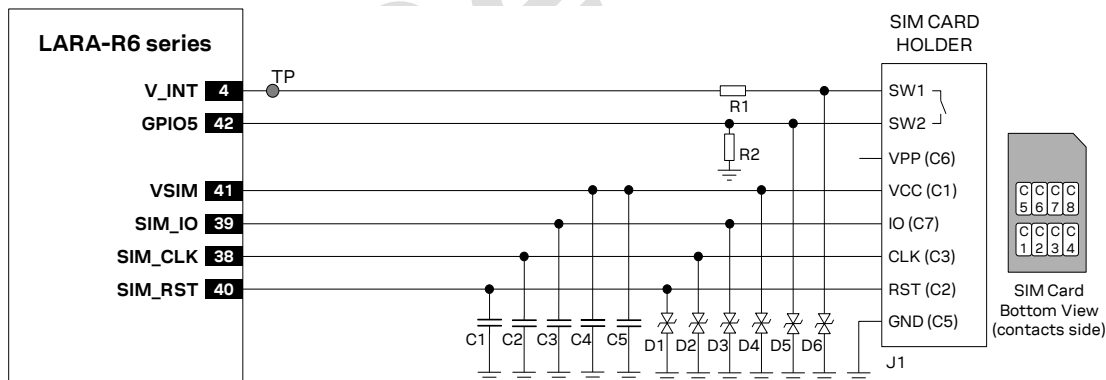 LARA-R6 series
SIM CARD
HOLDER
TP
V_INT 4
R1
SW1
GPIO5 42
SW2
R2
VPP (C6)
VSIM 41
VCC (C1)
SIM_IO 39
IO (C7)
SIM_CLK 38
CLK (C3)
SIM_RST 40
RST (C2)
GND (C5)
C1 C2 C3 C4 C5 D1 D2 D3 D4 D5 D6
J1
C5 C6 C7 C8
C1 C2 C3 C4
SIM Card
Bottom View
(contacts side)